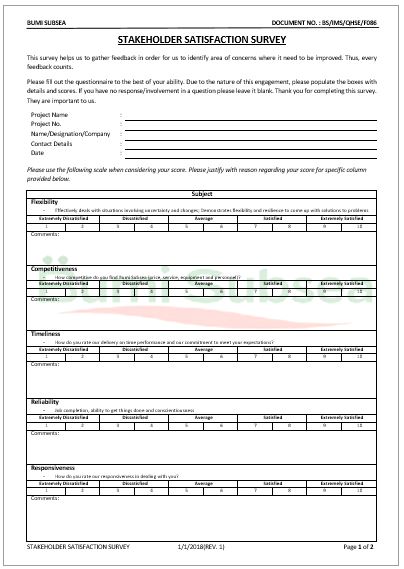 BUMI SUBSEA DOCUMENT NO. : BS/IMS/QHSE/F086
STAKEHOLDER SATISFACTION SURVEY
This survey helps us to gather feedback in order for us to identify area of concerns where it need to be improved. Thus, every
feedback counts.
Please fill out the questionnaire to the best of your ability. Due to the nature of this engagement, please populate the boxes with
details and scores. If you have no response/involvement in a question please leave it blank. Thank you for completing this survey.
They are important to us.
Project Name :
Project No. :
Name/Designation/Company :
Contact Details :
Date :
Please use the following scale when considering your score. Please justify with reason regarding your score for specific column
provided below.
Subject
Flexibility
- Effectively deals with situations involving uncertainty and changes; Demonstrates flexibility and resilience to come up with solutions to problems
Extremely Dissatisfied Dissatisfied Average Satisfied Extremely Satisfied
1 2 3 4 5 6 7 8 9 10
Comments:
Competitiveness
- How competitive do you find Bumi Subsea (price, service, equipment and personnel)?
Extremely Dissatisfied Dissatisfied Average Satisfied Extremely Satisfied
1 2 3 4 5 6 7 8 9 10
Comments:
Bumi Subsea
Timeliness
- How do you rate our delivery on time performance and our commitment to meet your expectations?
Extremely Dissatisfied Dissatisfied Average Satisfied Extremely Satisfied
1 2 3 4 5 6 7 8 9 10
Comments:
Reliability
- Job completion, ability to get things done and conscientiousness
Extremely Dissatisfied Dissatisfied Average Satisfied Extremely Satisfied
1 2 3 4 5 6 7 8 9 10
Comments:
Responsiveness
- How do you rate our responsiveness in dealing with you?
Extremely Dissatisfied Dissatisfied Average Satisfied Extremely Satisfied
1 2 3 4 5 6 7 8 9 10
Comments:
STAKEHOLDER SATISFACTION SURVEY 1/1/2018(REV. 1) Page 1 of 2